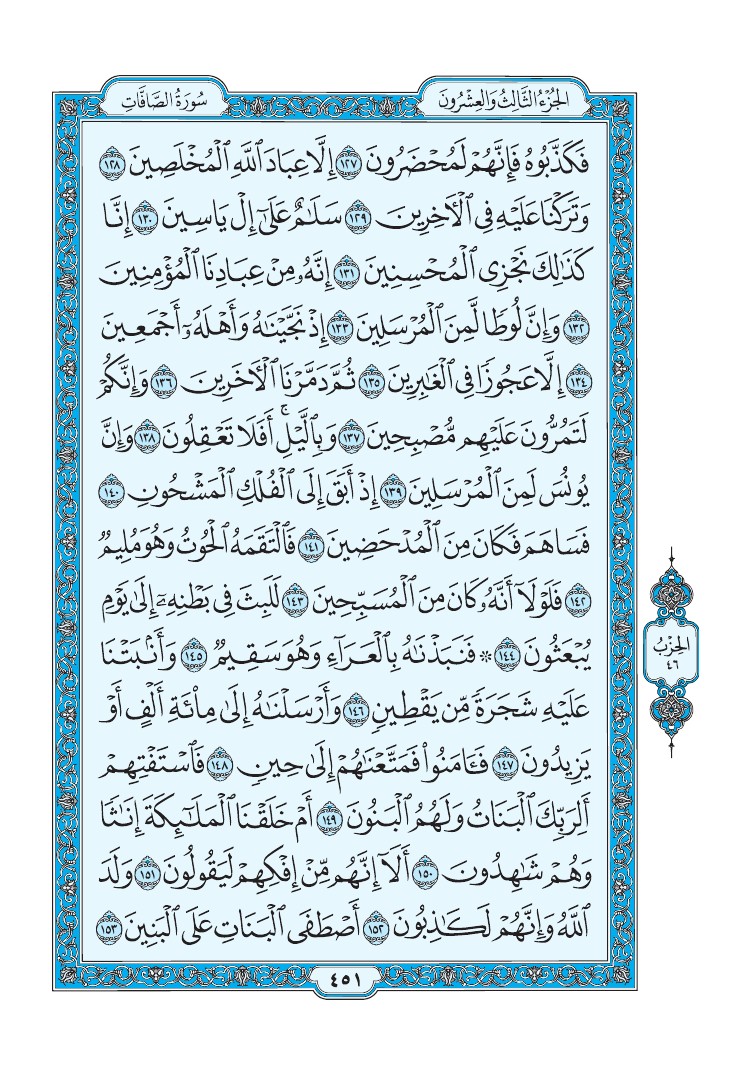 سُورَةُ الصَّافَّاتِ
الجُزْءُ الثَّالِثُ وَالعِشْرُونَ
فَكَذَّبُوهُ فَإِنَّهُمْ لَمُحْضَرُونَ ١٢٧ إِلَّا عِبَادَ ٱللَّهِ ٱلْمُخْلَصِينَ ١٢٨
وَتَرَكْنَا عَلَيْهِ فِي ٱلْأَخِرِينَ ١٢٩ سَلَٰمٌ عَلَىٰٓ إِلْ يَاسِينَ ١٣٠ إِنَّا
كَذَٰلِكَ نَجْزِي ٱلْمُحْسِنِينَ ١٣١ إِنَّهُۥ مِنْ عِبَادِنَا ٱلْمُؤْمِنِينَ
١٣٢ وَإِنَّ لُوطًا لَّمِنَ ٱلْمُرْسَلِينَ ١٣٣ إِذْ نَجَّيْنَٰهُ وَأَهْلَهُۥٓ أَجْمَعِينَ
١٣٤ إِلَّا عَجُوزًا فِي ٱلْغَٰبِرِينَ ١٣٥ ثُمَّ دَمَّرْنَا ٱلْأَخَرِينَ ١٣٦ وَإِنَّكُمْ
لَتَمُرُّونَ عَلَيْهِم مُّصْبِحِينَ ١٣٧ وَبِٱلَّيْلِۚ أَفَلَا تَعْقِلُونَ ١٣٨ وَإِنَّ
يُونُسَ لَمِنَ ٱلْمُرْسَلِينَ ١٣٩ إِذْ أَبَقَ إِلَى ٱلْفُلْكِ ٱلْمَشْحُونِ ١٤٠
فَسَاهَمَ فَكَانَ مِنَ ٱلْمُدْحَضِينَ ١٤١ فَٱلْتَقَمَهُ ٱلْحُوتُ وَهُوَ مُلِيمٌ
١٤٢ فَلَوْلَآ أَنَّهُۥ كَانَ مِنَ ٱلْمُسَبِّحِينَ ١٤٣ لَلَبِثَ فِي بَطْنِهِۦٓ إِلَىٰ يَوْمِ
يُبْعَثُونَ ١٤٤ ۞ فَنَبَذْنَٰهُ بِٱلْعَرَآءِ وَهُوَ سَقِيمٌ ١٤٥ وَأَنۢبَتْنَا
عَلَيْهِ شَجَرَةً مِّن يَقْطِينٍ ١٤٦ وَأَرْسَلْنَٰهُ إِلَىٰ مِاْئَةِ أَلْفٍ أَوْ
يَزِيدُونَ ١٤٧ فَـَٔامَنُوا۟ فَمَتَّعْنَٰهُمْ إِلَىٰ حِينٍ ١٤٨ فَٱسْتَفْتِهِمْ
أَلِرَبِّكَ ٱلْبَنَاتُ وَلَهُمُ ٱلْبَنُونَ ١٤٩ أَمْ خَلَقْنَا ٱلْمَلَٰٓئِكَةَ إِنَٰثًا
وَهُمْ شَٰهِدُونَ ١٥٠ أَلَآ إِنَّهُم مِّنْ إِفْكِهِمْ لَيَقُولُونَ ١٥١ وَلَدَ
ٱللَّهُ وَإِنَّهُمْ لَكَٰذِبُونَ ١٥٢ أَصْطَفَى ٱلْبَنَاتِ عَلَى ٱلْبَنِينَ ١٥٣
الحِزْبُ
٤٦
٤٥١